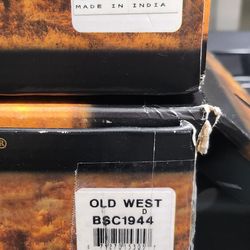 MADE IN INDIA
®
OLD WEST
D
BSC1944